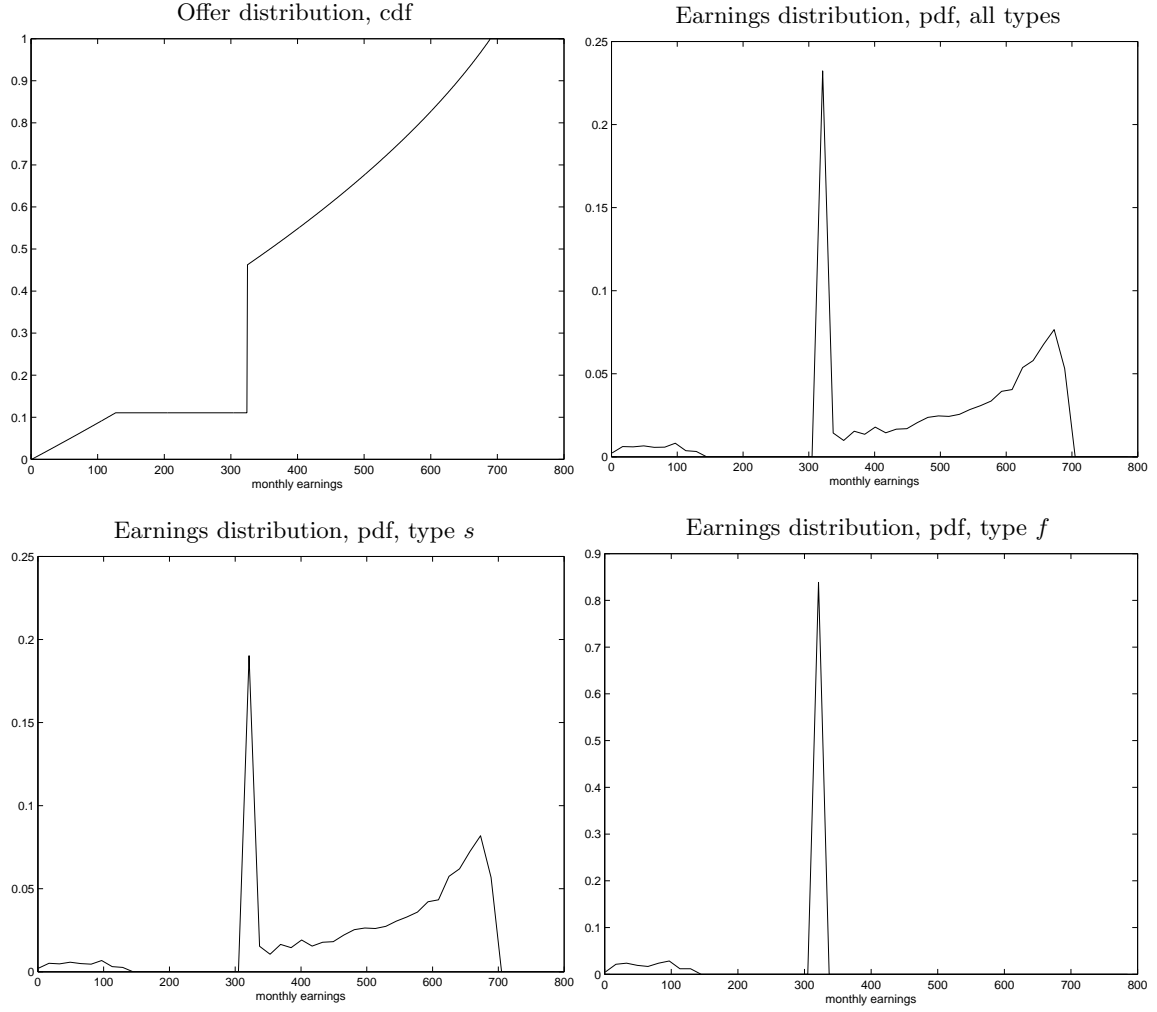 Offer distribution, cdf
1
0.9
0.8
0.7
0.6
0.5
0.4
0.3
0.2
0.1
0
0 100 200 300 400 500 600 700 800
monthly earnings
Earnings distribution, pdf, all types
0.25
0.2
0.15
0.1
0.05
0
0 100 200 300 400 500 600 700 800
monthly earnings
Earnings distribution, pdf, type s
0.25
0.2
0.15
0.1
0.05
0
0 100 200 300 400 500 600 700 800
monthly earnings
Earnings distribution, pdf, type f
0.9
0.8
0.7
0.6
0.5
0.4
0.3
0.2
0.1
0
0 100 200 300 400 500 600 700 800
monthly earnings